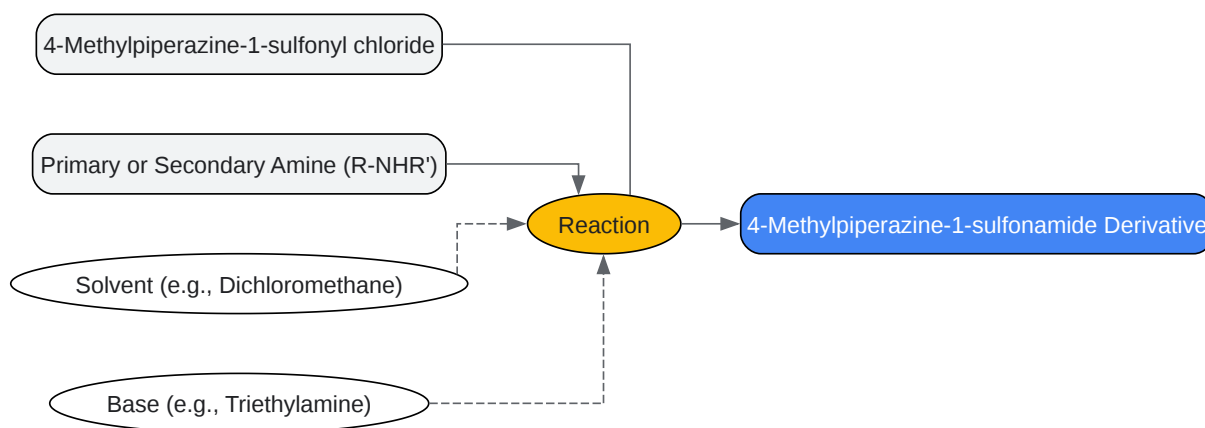 4-Methylpiperazine-1-sulfonyl chloride
Primary or Secondary Amine (R-NHR')
Reaction
4-Methylpiperazine-1-sulfonamide Derivative
Solvent (e.g., Dichloromethane)
Base (e.g., Triethylamine)